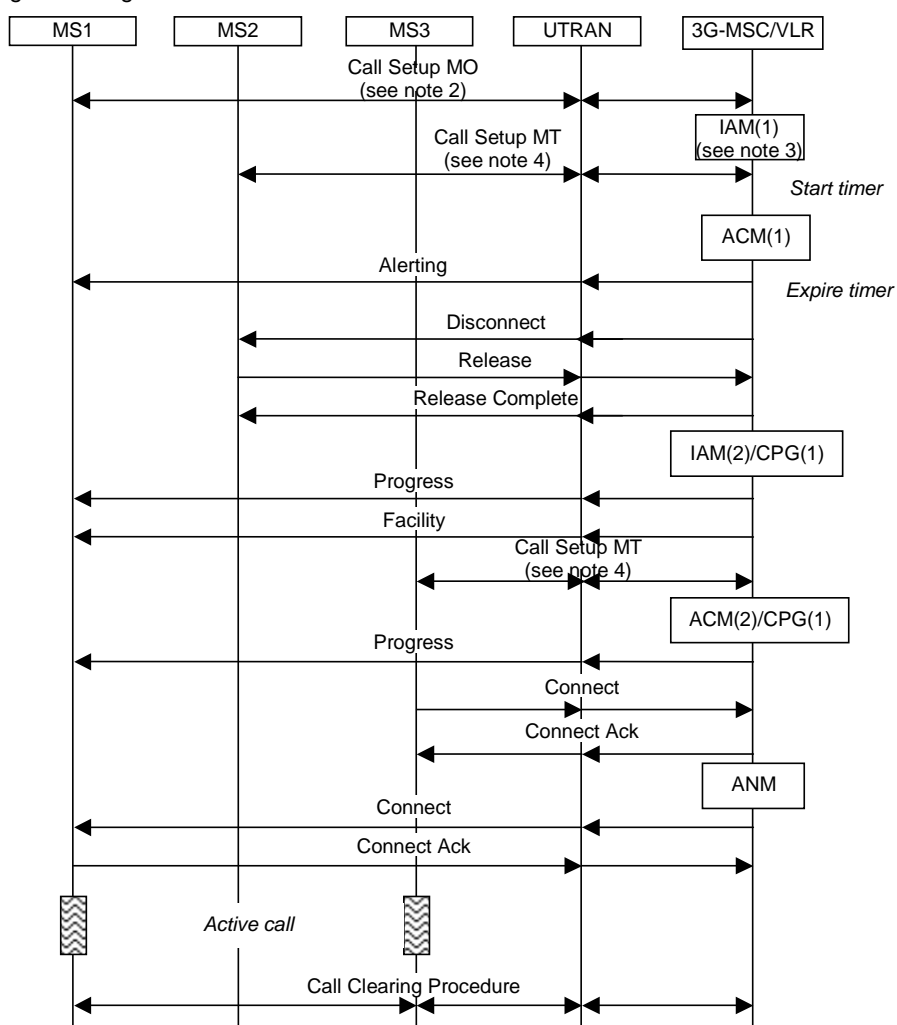 MS1 MS2 MS3 UTRAN 3G-MSC/VLR
Call Setup MO
(see note 2)
IAM(1)
(see note 3)
Call Setup MT
(see note 4)
Start timer
ACM(1)
Alerting
Expire timer
Disconnect
Release
Release Complete
IAM(2)/CPG(1)
Progress
Facility
Call Setup MT
(see note 4)
ACM(2)/CPG(1)
Progress
Connect
Connect Ack
ANM
Connect
Connect Ack
Active call
Call Clearing Procedure